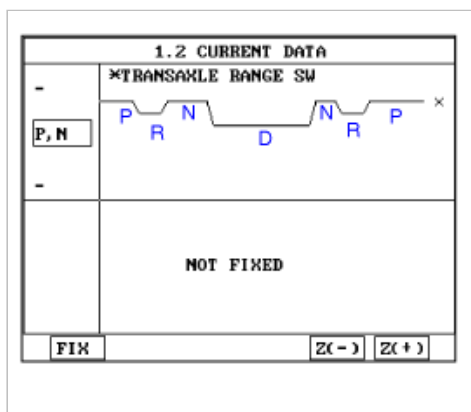 1.2 CURRENT DATA
*TRANSAXLE RANGE SW
P R N D N R P ×
P, N
NOT FIXED
FIX Z(-) Z(+)